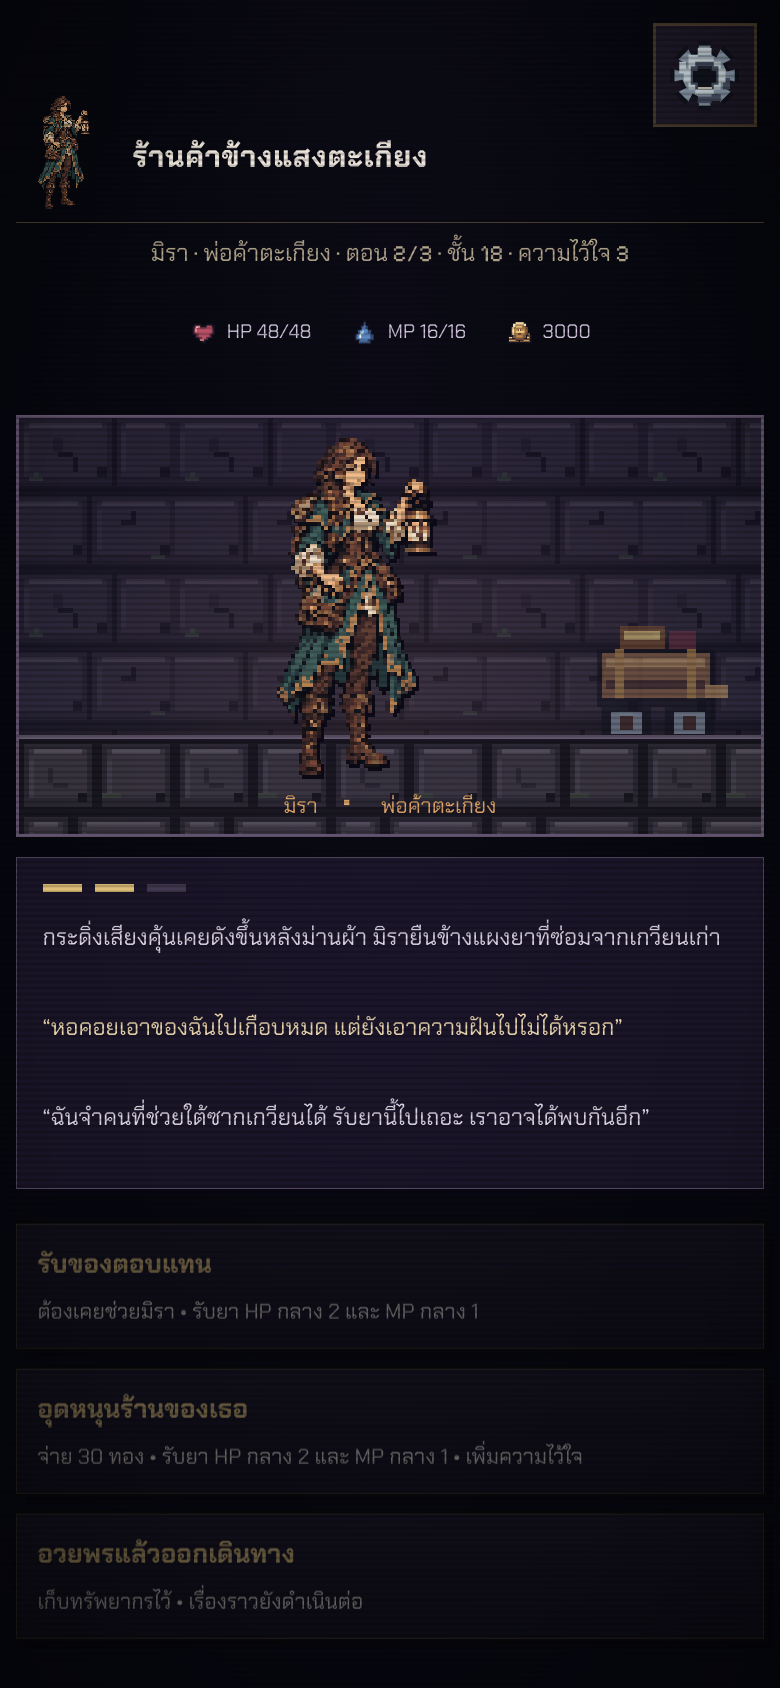 ร้านค้าข้างแสงตะเกียง
มิรา · พ่อค้าตะเกียง · ตอน 2/3 · ชั้น 18 · ความไว้ใจ 3
HP 48/48 MP 16/16 3000
มิรา · พ่อค้าตะเกียง
กระดิ่งเสียงคุ้นเคยดังขึ้นหลังม่านผ้า มิรายืนข้างแผงยาที่ซ่อมจากเกวียนเก่า
“หอคอยเอาของฉันไปเกือบหมด แต่ยังเอาความฝันไปไม่ได้หรอก”
“ฉันจำคนที่ช่วยใต้ซากเกวียนได้ รับยานี้ไปเถอะ เราอาจได้พบกันอีก”
รับของตอบแทน
ต้องเคยช่วยมิรา • รับยา HP กลาง 2 และ MP กลาง 1
อุดหนุนร้านของเธอ
จ่าย 30 ทอง • รับยา HP กลาง 2 และ MP กลาง 1 • เพิ่มความไว้ใจ
อวยพรแล้วออกเดินทาง
เก็บทรัพยากรไว้ • เรื่องราวยังดำเนินต่อ